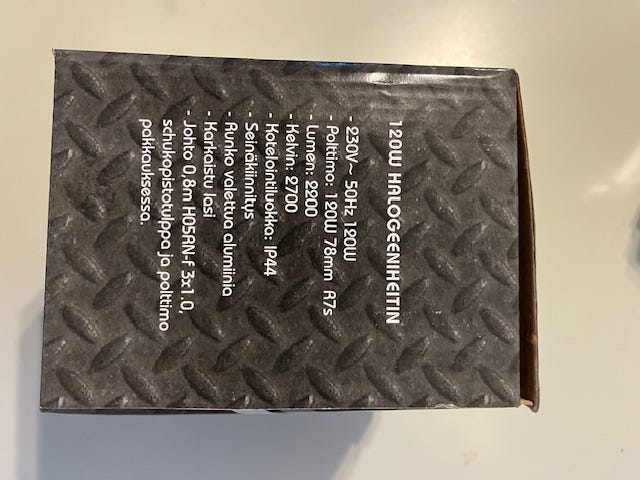 120W HALOGEENIHEITIN
- 230V~ 50Hz 120W
- Polttimo: 120W 78mm R7s
- Lumen: 2200
- Kelvin: 2700
- Kotelointiluokka: IP44
- Seinäkiinnitys
- Runko valettua alumiinia
- Karkaistu lasi
- Johto 0,8m H05RN-f 3x1.0,
schukopistotulppa ja polttimo
pakkauksessa.